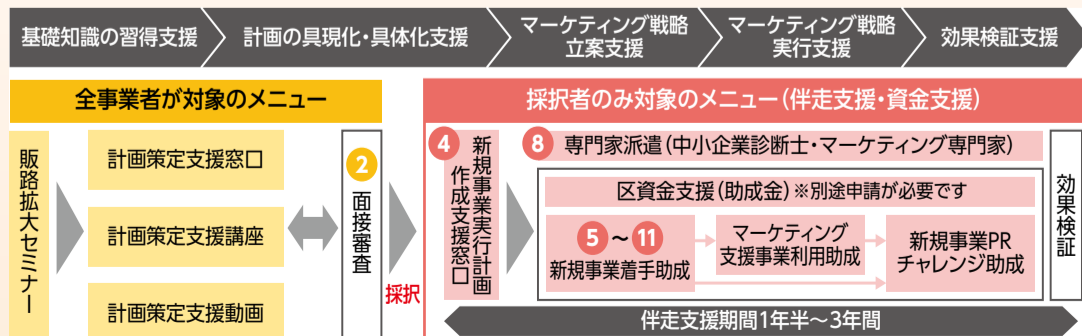 基礎知識の習得支援
計画の具現化・具体化支援
マーケティング戦略
立案支援
マーケティング戦略
実行支援
効果検証支援
全事業者が対象のメニュー
販路拡大セミナー
計画策定支援窓口
計画策定支援講座
計画策定支援動画
2
面接審査
採択
採択者のみ対象のメニュー(伴走支援・資金支援)
4
新規事業実行計画
作成支援窓口
8 専門家派遣(中小企業診断士・マーケティング専門家)
区資金支援(助成金)※別途申請が必要です
5 ～ 11
新規事業着手助成
マーケティング
支援事業利用助成
新規事業PR
チャレンジ助成
効果検証
伴走支援期間1年半～3年間